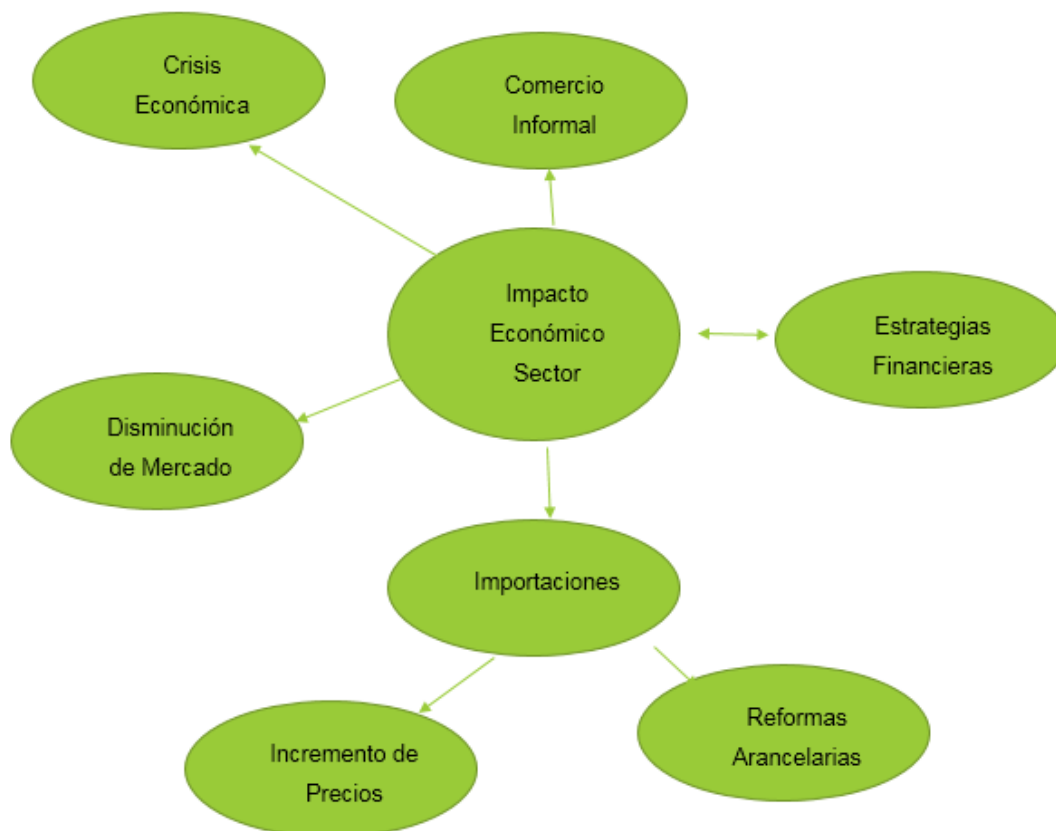 Crisis
Económica
Comercio
Informal
Impacto
Económico
Sector
Estrategias
Financieras
Disminución
de Mercado
Importaciones
Reformas
Arancelarias
Incremento de
Precios